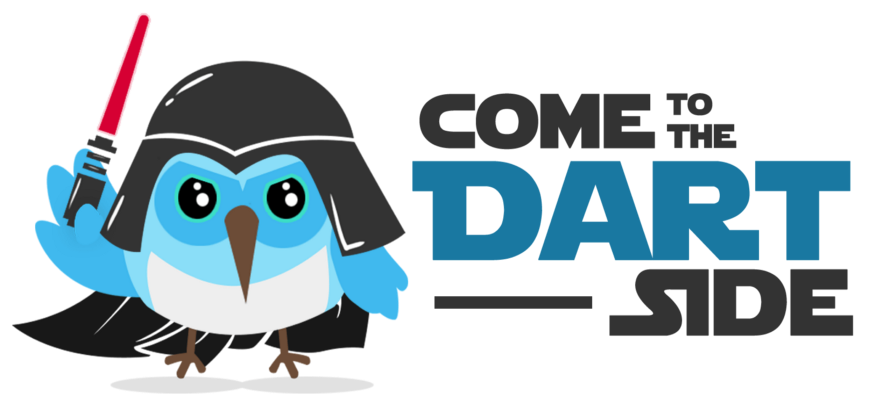 COME TO THE
DART
SIDE